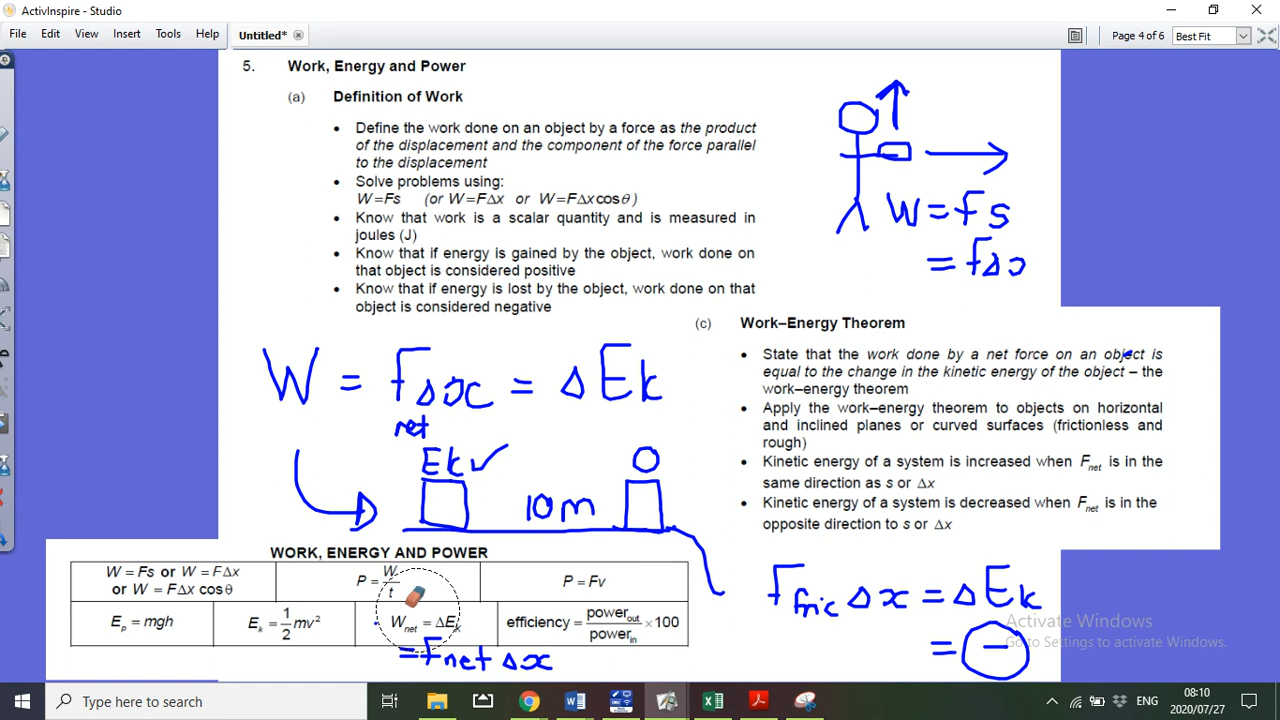 ActivInspire - Studio
File Edit View Insert Tools Help Untitled* Page 4 of 6 Best Fit
5. Work, Energy and Power
(a) Definition of Work
• Define the work done on an object by a force as the product
of the displacement and the component of the force parallel
to the displacement
• Solve problems using:
W=Fs (or W=FΔx or W=FΔxcosθ)
• Know that work is a scalar quantity and is measured in
joules (J)
• Know that if energy is gained by the object, work done on
that object is considered positive
• Know that if energy is lost by the object, work done on that
object is considered negative
W = Fs
= FΔx
(c) Work–Energy Theorem
• State that the work done by a net force on an object is
equal to the change in the kinetic energy of the object – the
work–energy theorem
• Apply the work–energy theorem to objects on horizontal
and inclined planes or curved surfaces (frictionless and
rough)
• Kinetic energy of a system is increased when Fnet is in the
same direction as s or Δx
• Kinetic energy of a system is decreased when Fnet is in the
opposite direction to s or Δx
W = FΔx = ΔEk
net
Ek✓ O
10m
WORK, ENERGY AND POWER
W = Fs or W = FΔx
or W = FΔx cosθ
P = W/t
P = Fv
Ep = mgh
Ek = 1/2 mv²
Wnet = ΔEk
efficiency = powerout/powerin × 100
= Fnet Δx
Ffric Δx = ΔEk
= −
Activate Windows
Go to Settings to activate Windows.
Type here to search
ENG
08:10
2020/07/27